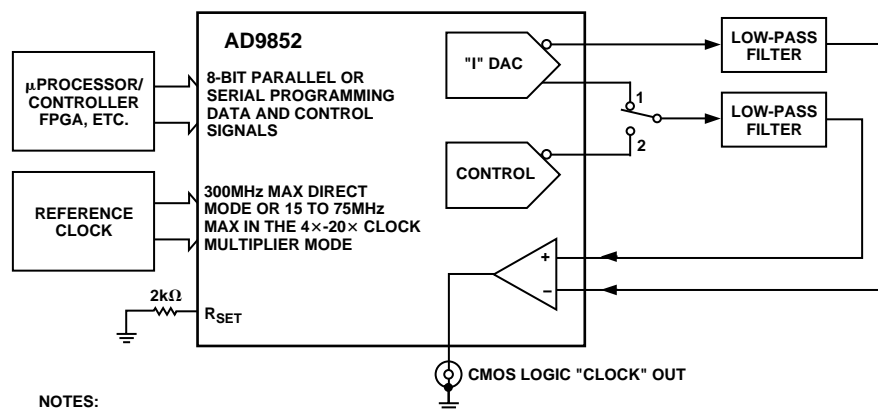 AD9852
µPROCESSOR/
CONTROLLER
FPGA, ETC.
8-BIT PARALLEL OR
SERIAL PROGRAMMING
DATA AND CONTROL
SIGNALS
"I" DAC
1
2
LOW-PASS
FILTER
LOW-PASS
FILTER
REFERENCE
CLOCK
300MHz MAX DIRECT
MODE OR 15 TO 75MHz
MAX IN THE 4×-20× CLOCK
MULTIPLIER MODE
CONTROL
+
–
2kΩ
RSET
CMOS LOGIC "CLOCK" OUT
NOTES: